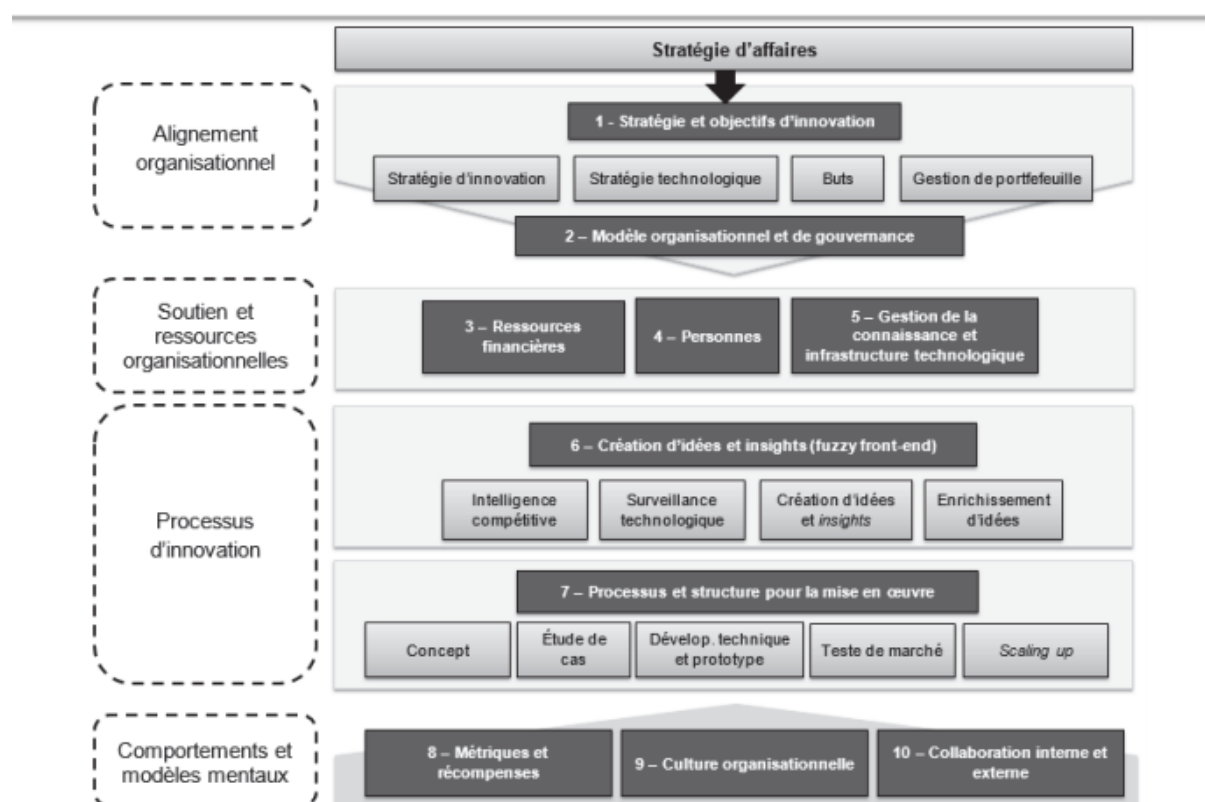 Stratégie d'affaires
Alignement
organisationnel
1 - Stratégie et objectifs d'innovation
Stratégie d'innovation
Stratégie technologique
Buts
Gestion de portfefeuille
2 – Modèle organisationnel et de gouvernance
Soutien et
ressources
organisationnelles
3 – Ressources
financières
4 – Personnes
5 – Gestion de la
connaissance et
infrastructure technologique
Processus
d'innovation
6 – Création d'idées et insights (fuzzy front-end)
Intelligence
compétitive
Surveillance
technologique
Création d'idées
et insights
Enrichissement
d'idées
7 – Processus et structure pour la mise en œuvre
Concept
Étude de
cas
Dévelop. technique
et prototype
Teste de marché
Scaling up
Comportements et
modèles mentaux
8 – Métriques et
récompenses
9 – Culture organisationnelle
10 – Collaboration interne et
externe